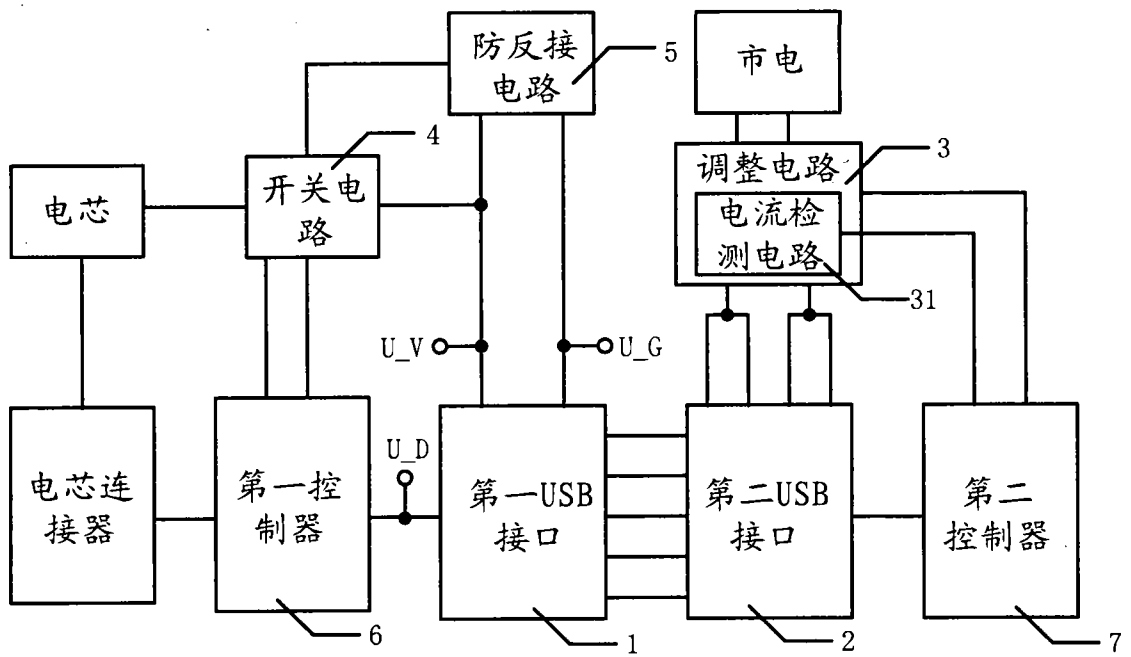 防反接
电路
5
市电
4
3
调整电路
电芯
开关电
路
电流检
测电路
31
U_V
U_G
U_D
电芯连
接器
第一控
制器
第一USB
接口
第二USB
接口
第二
控制器
6
1
2
7